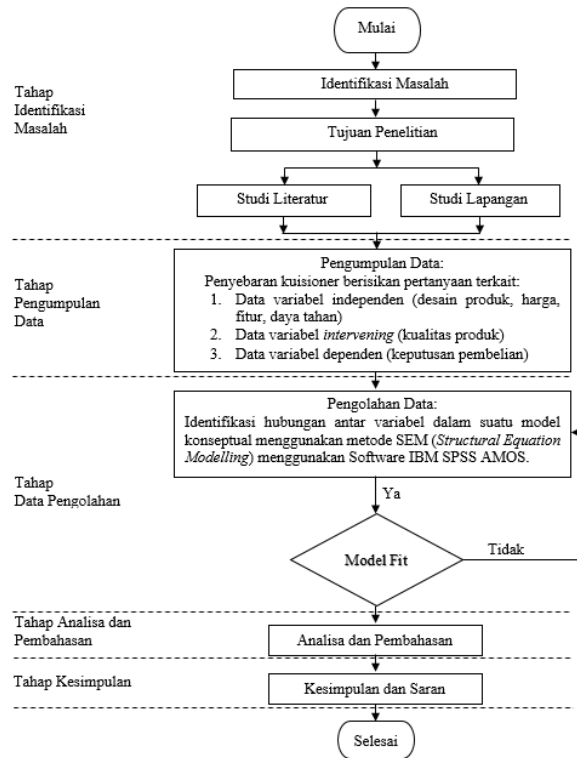 Mulai
Tahap
Identifikasi
Masalah
Identifikasi Masalah
Tujuan Penelitian
Studi Literatur
Studi Lapangan
Tahap
Pengumpulan
Data
Pengumpulan Data:
Penyebaran kuisioner berisikan pertanyaan terkait:
1. Data variabel independen (desain produk, harga,
fitur, daya tahan)
2. Data variabel intervening (kualitas produk)
3. Data variabel dependen (keputusan pembelian)
Tahap
Data Pengolahan
Pengolahan Data:
Identifikasi hubungan antar variabel dalam suatu model
konseptual menggunakan metode SEM (Structural Equation
Modelling) menggunakan Software IBM SPSS AMOS.
Ya
Model Fit
Tidak
Tahap Analisa dan
Pembahasan
Analisa dan Pembahasan
Tahap Kesimpulan
Kesimpulan dan Saran
Selesai